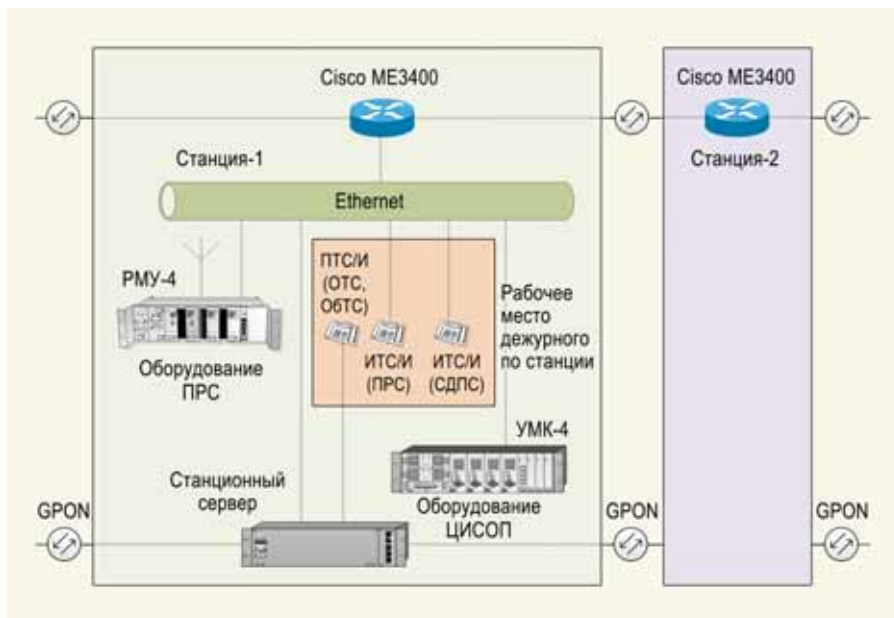 Cisco ME3400
Cisco ME3400
Станция-1
Станция-2
Ethernet
РМУ-4
ПТС/И
(ОТС,
ОбТС)
Рабочее
место
дежурного
по станции
ИТС/И
(ПРС)
ИТС/И
(СДПС)
Оборудование
ПРС
УМК-4
Станционный
сервер
Оборудование
ЦИСОП
GPON
GPON
GPON